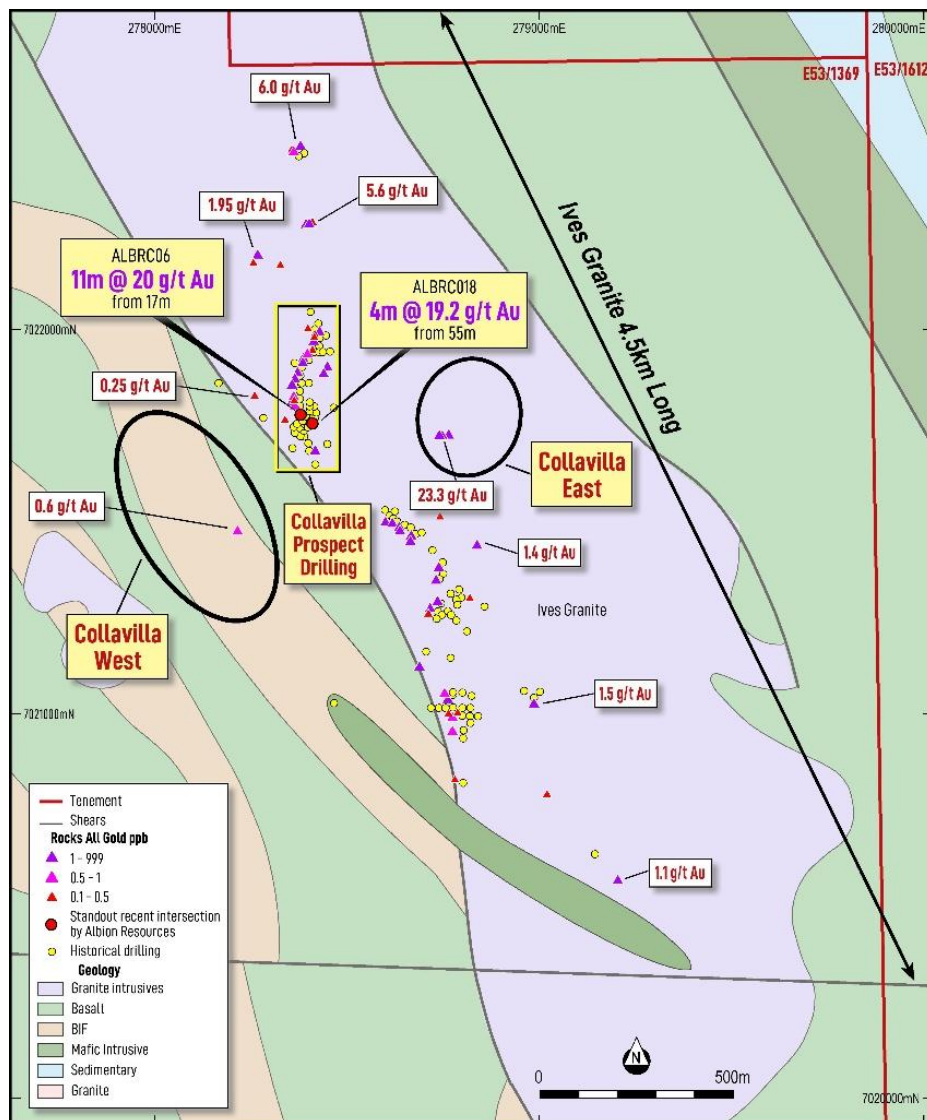 278000mE
279000mE
280000mE
E53/1369
E53/1612
6.0 g/t Au
5.6 g/t Au
1.95 g/t Au
Ives Granite 4.5km Long
ALBRC06
11m @ 20 g/t Au
from 17m
ALBRC018
4m @ 19.2 g/t Au
from 55m
7022000mN
0.25 g/t Au
0.6 g/t Au
23.3 g/t Au
Collavilla
East
Collavilla
Prospect
Drilling
1.4 g/t Au
Ives Granite
Collavilla
West
1.5 g/t Au
7021000mN
1.1 g/t Au
Tenement
Shears
Rocks All Gold ppb
1 - 999
0.5 - 1
0.1 - 0.5
Standout recent intersection
by Albion Resources
Historical drilling
Geology
Granite intrusives
Basalt
BIF
Mafic Intrusive
Sedimentary
Granite
N
0
500m
7020000mN